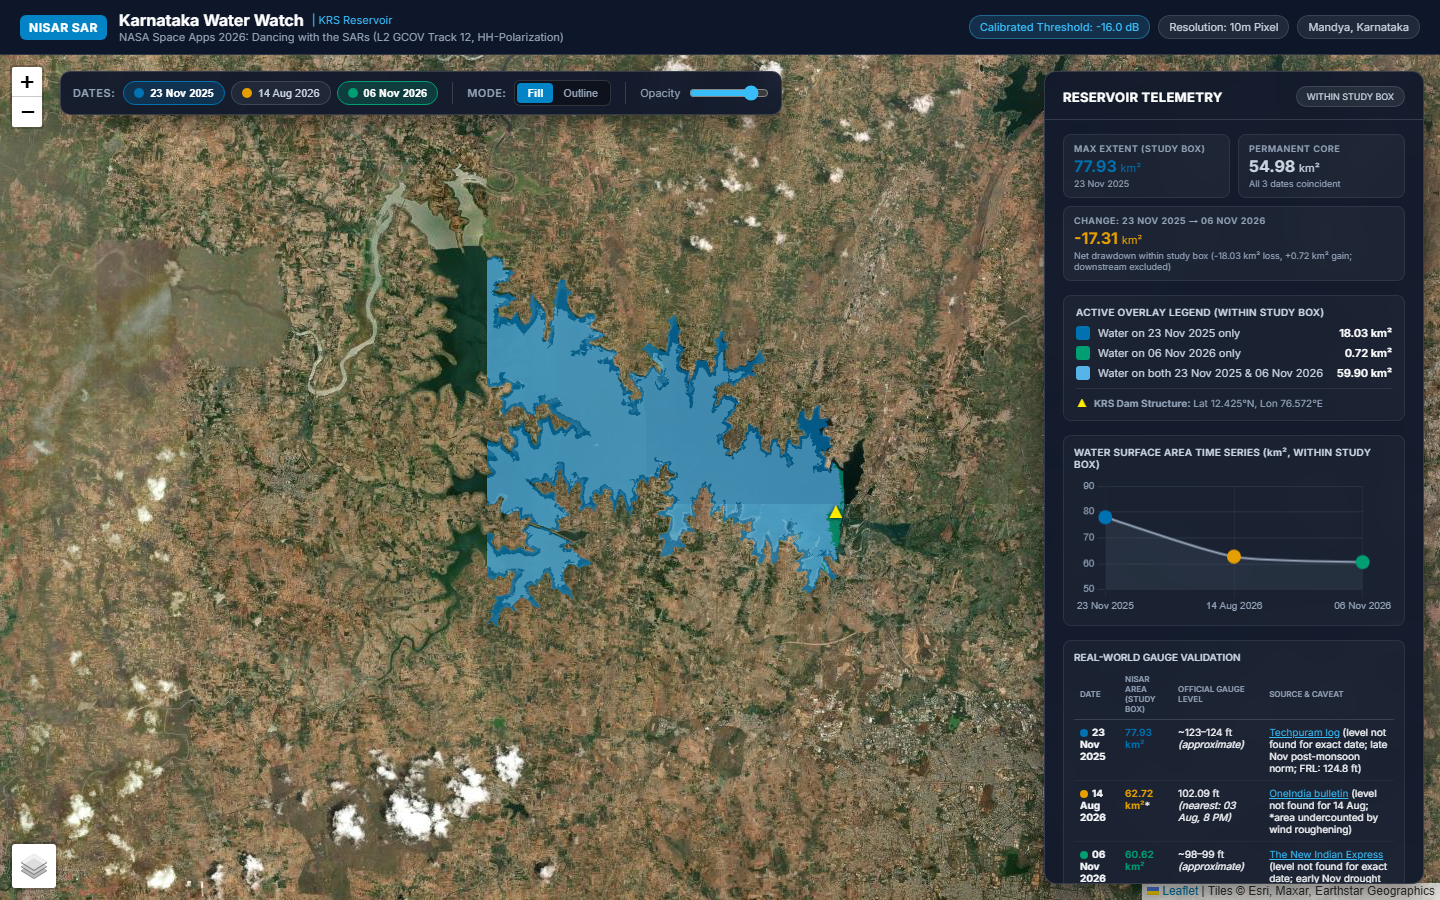 NISAR SAR
Karnataka Water Watch | KRS Reservoir
NASA Space Apps 2026: Dancing with the SARs (L2 GCOV Track 12, HH-Polarization)
Calibrated Threshold: -16.0 dB
Resolution: 10m Pixel
Mandya, Karnataka
+
−
DATES: 23 Nov 2025 14 Aug 2026 06 Nov 2026 MODE: Fill Outline Opacity
RESERVOIR TELEMETRY
WITHIN STUDY BOX
MAX EXTENT (STUDY BOX)
77.93 km²
23 Nov 2025
PERMANENT CORE
54.98 km²
All 3 dates coincident
CHANGE: 23 NOV 2025 → 06 NOV 2026
-17.31 km²
Net drawdown within study box (-18.03 km² loss, +0.72 km² gain;
downstream excluded)
ACTIVE OVERLAY LEGEND (WITHIN STUDY BOX)
Water on 23 Nov 2025 only 18.03 km²
Water on 06 Nov 2026 only 0.72 km²
Water on both 23 Nov 2025 & 06 Nov 2026 59.90 km²
KRS Dam Structure: Lat 12.425°N, Lon 76.572°E
WATER SURFACE AREA TIME SERIES (km², WITHIN STUDY
BOX)
90
80
70
60
50
23 Nov 2025 14 Aug 2026 06 Nov 2026
REAL-WORLD GAUGE VALIDATION
DATE
NISAR
AREA
(STUDY
BOX)
OFFICIAL GAUGE
LEVEL
SOURCE & CAVEAT
23
Nov
2025
77.93
km²
~123–124 ft
(approximate)
Techpuram log (level not
found for exact date; late
Nov post-monsoon
norm; FRL: 124.8 ft)
14
Aug
2026
62.72
km²*
102.09 ft
(nearest: 03
Aug, 8 PM)
OneIndia bulletin (level
not found for 14 Aug;
*area undercounted by
wind roughening)
06
Nov
2026
60.62
km²
~98–99 ft
(approximate)
The New Indian Express
(level not found for exact
date; early Nov drought
Leaflet | Tiles © Esri, Maxar, Earthstar Geographics